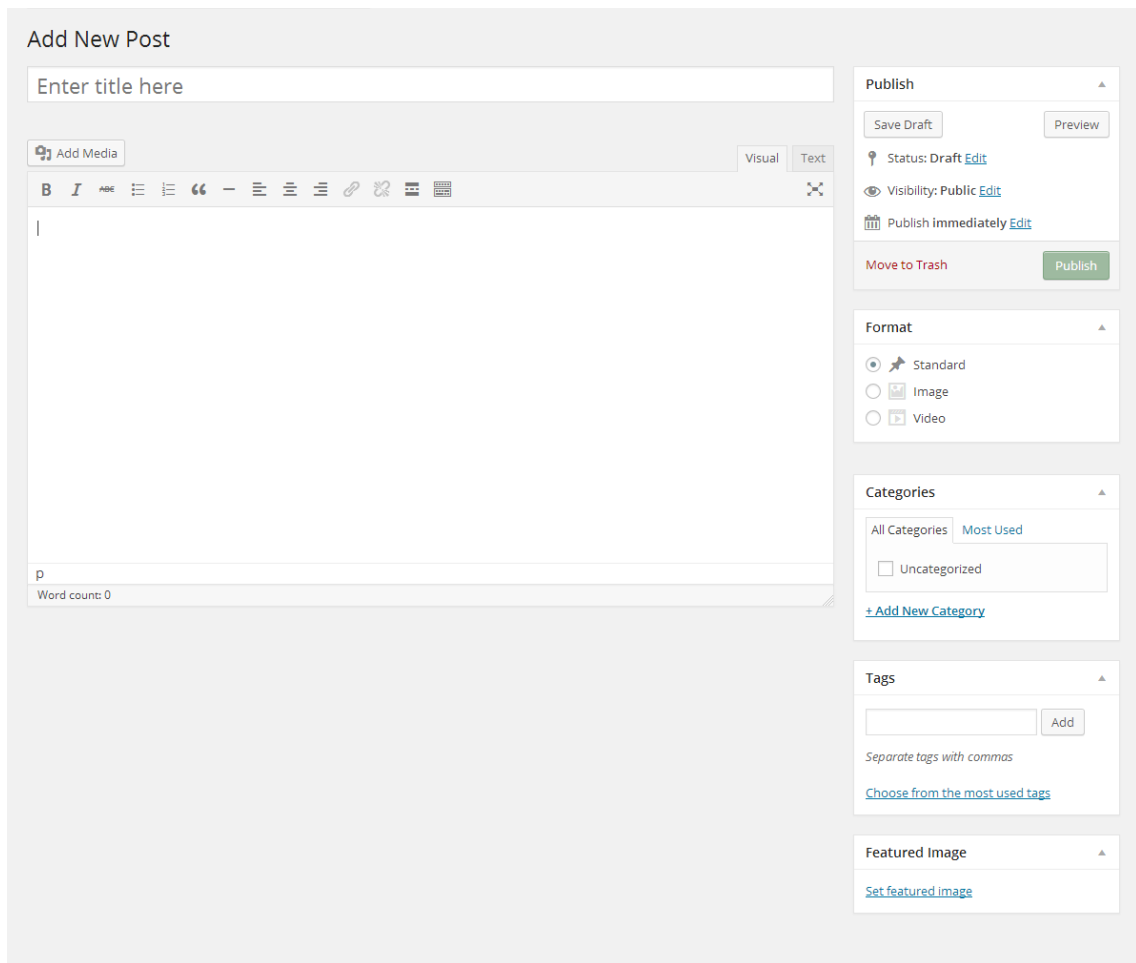 Add New Post
Enter title here
Add Media
Visual Text
B I ABC
p
Word count: 0
Publish
Save Draft Preview
Status: Draft Edit
Visibility: Public Edit
Publish immediately Edit
Move to Trash Publish
Format
Standard
Image
Video
Categories
All Categories Most Used
Uncategorized
+ Add New Category
Tags
Add
Separate tags with commas
Choose from the most used tags
Featured Image
Set featured image